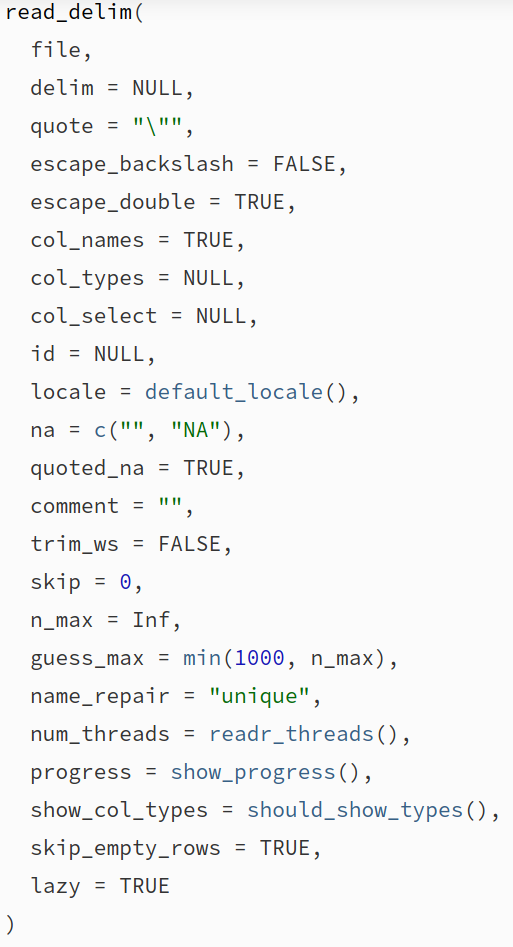 read_delim(
  file,
  delim = NULL,
  quote = "\"",
  escape_backslash = FALSE,
  escape_double = TRUE,
  col_names = TRUE,
  col_types = NULL,
  col_select = NULL,
  id = NULL,
  locale = default_locale(),
  na = c("", "NA"),
  quoted_na = TRUE,
  comment = "",
  trim_ws = FALSE,
  skip = 0,
  n_max = Inf,
  guess_max = min(1000, n_max),
  name_repair = "unique",
  num_threads = readr_threads(),
  progress = show_progress(),
  show_col_types = should_show_types(),
  skip_empty_rows = TRUE,
  lazy = TRUE
)